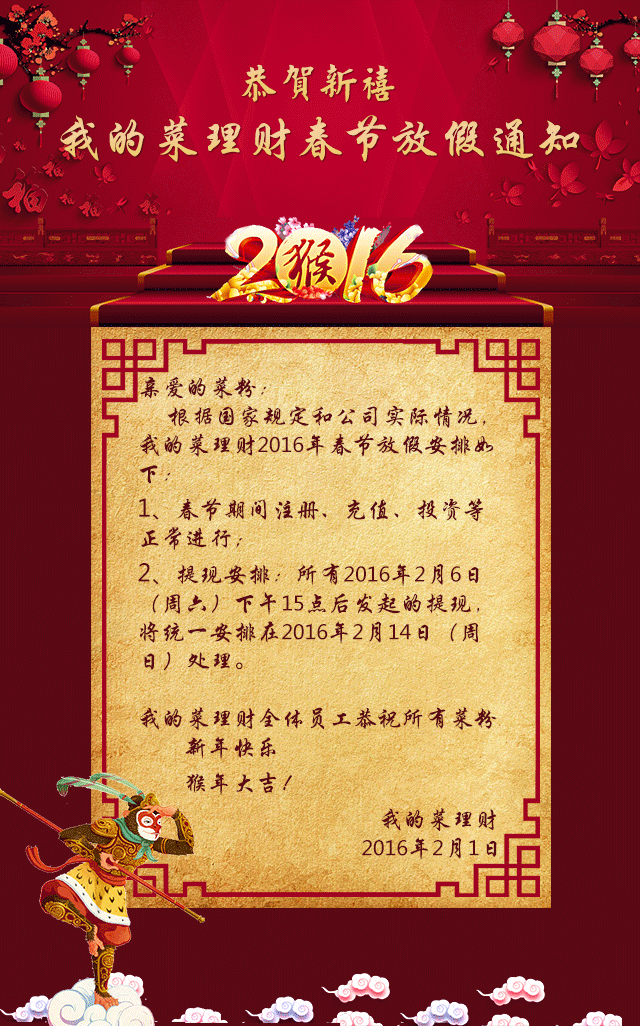 恭賀新禧
我的菜理财春节放假通知
2016
猴
福
福
福
福
亲爱的菜粉：
根据国家规定和公司实际情况，
我的菜理财2016年春节放假安排如
下：
1、春节期间注册、充值、投资等
正常进行；
2、提现安排：所有2016年2月6日
（周六）下午15点后发起的提现，
将统一安排在2016年2月14日（周
日）处理。
我的菜理财全体员工恭祝所有菜粉
新年快乐
猴年大吉！
我的菜理财
2016年2月1日